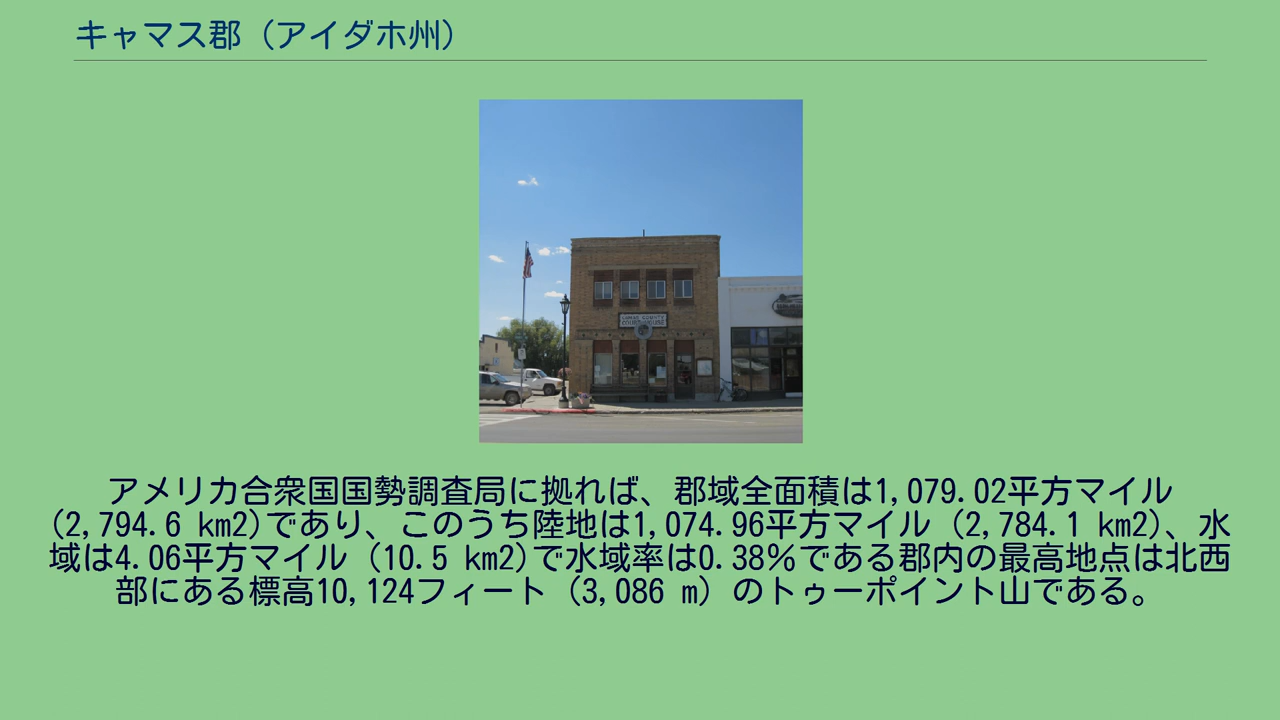 キャマス郡（アイダホ州）
CAMAS COUNTY
COURTHOUSE
アメリカ合衆国国勢調査局に拠れば、郡域全面積は1,079.02平方マイル
(2,794.6 km2)であり、このうち陸地は1,074.96平方マイル（2,784.1 km2)、水
域は4.06平方マイル（10.5 km2)で水域率は0.38％である郡内の最高地点は北西
部にある標高10,124フィート（3,086 m）のトゥーポイント山である。